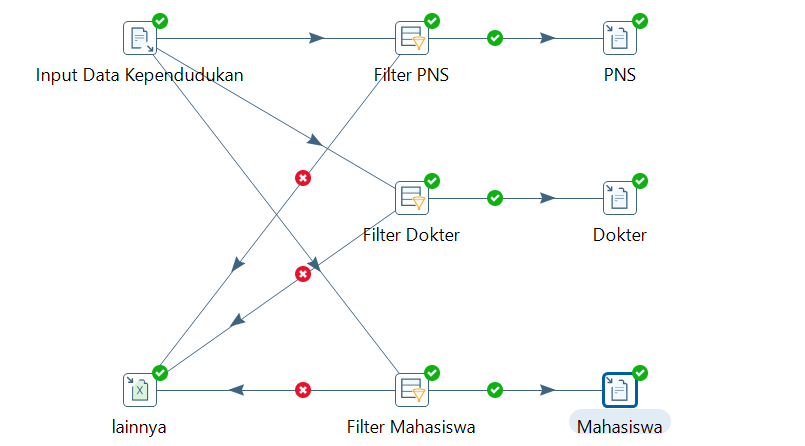 Input Data Kependudukan
Filter PNS
PNS
Filter Dokter
Dokter
lainnya
Filter Mahasiswa
Mahasiswa